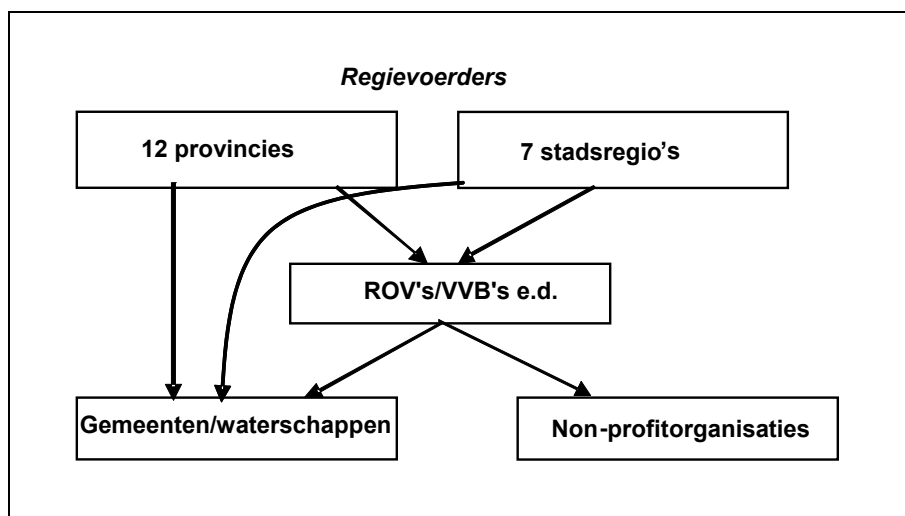 Regievoerders
12 provincies
7 stadsregio's
ROV's/VVB's e.d.
Gemeenten/waterschappen
Non-profitorganisaties